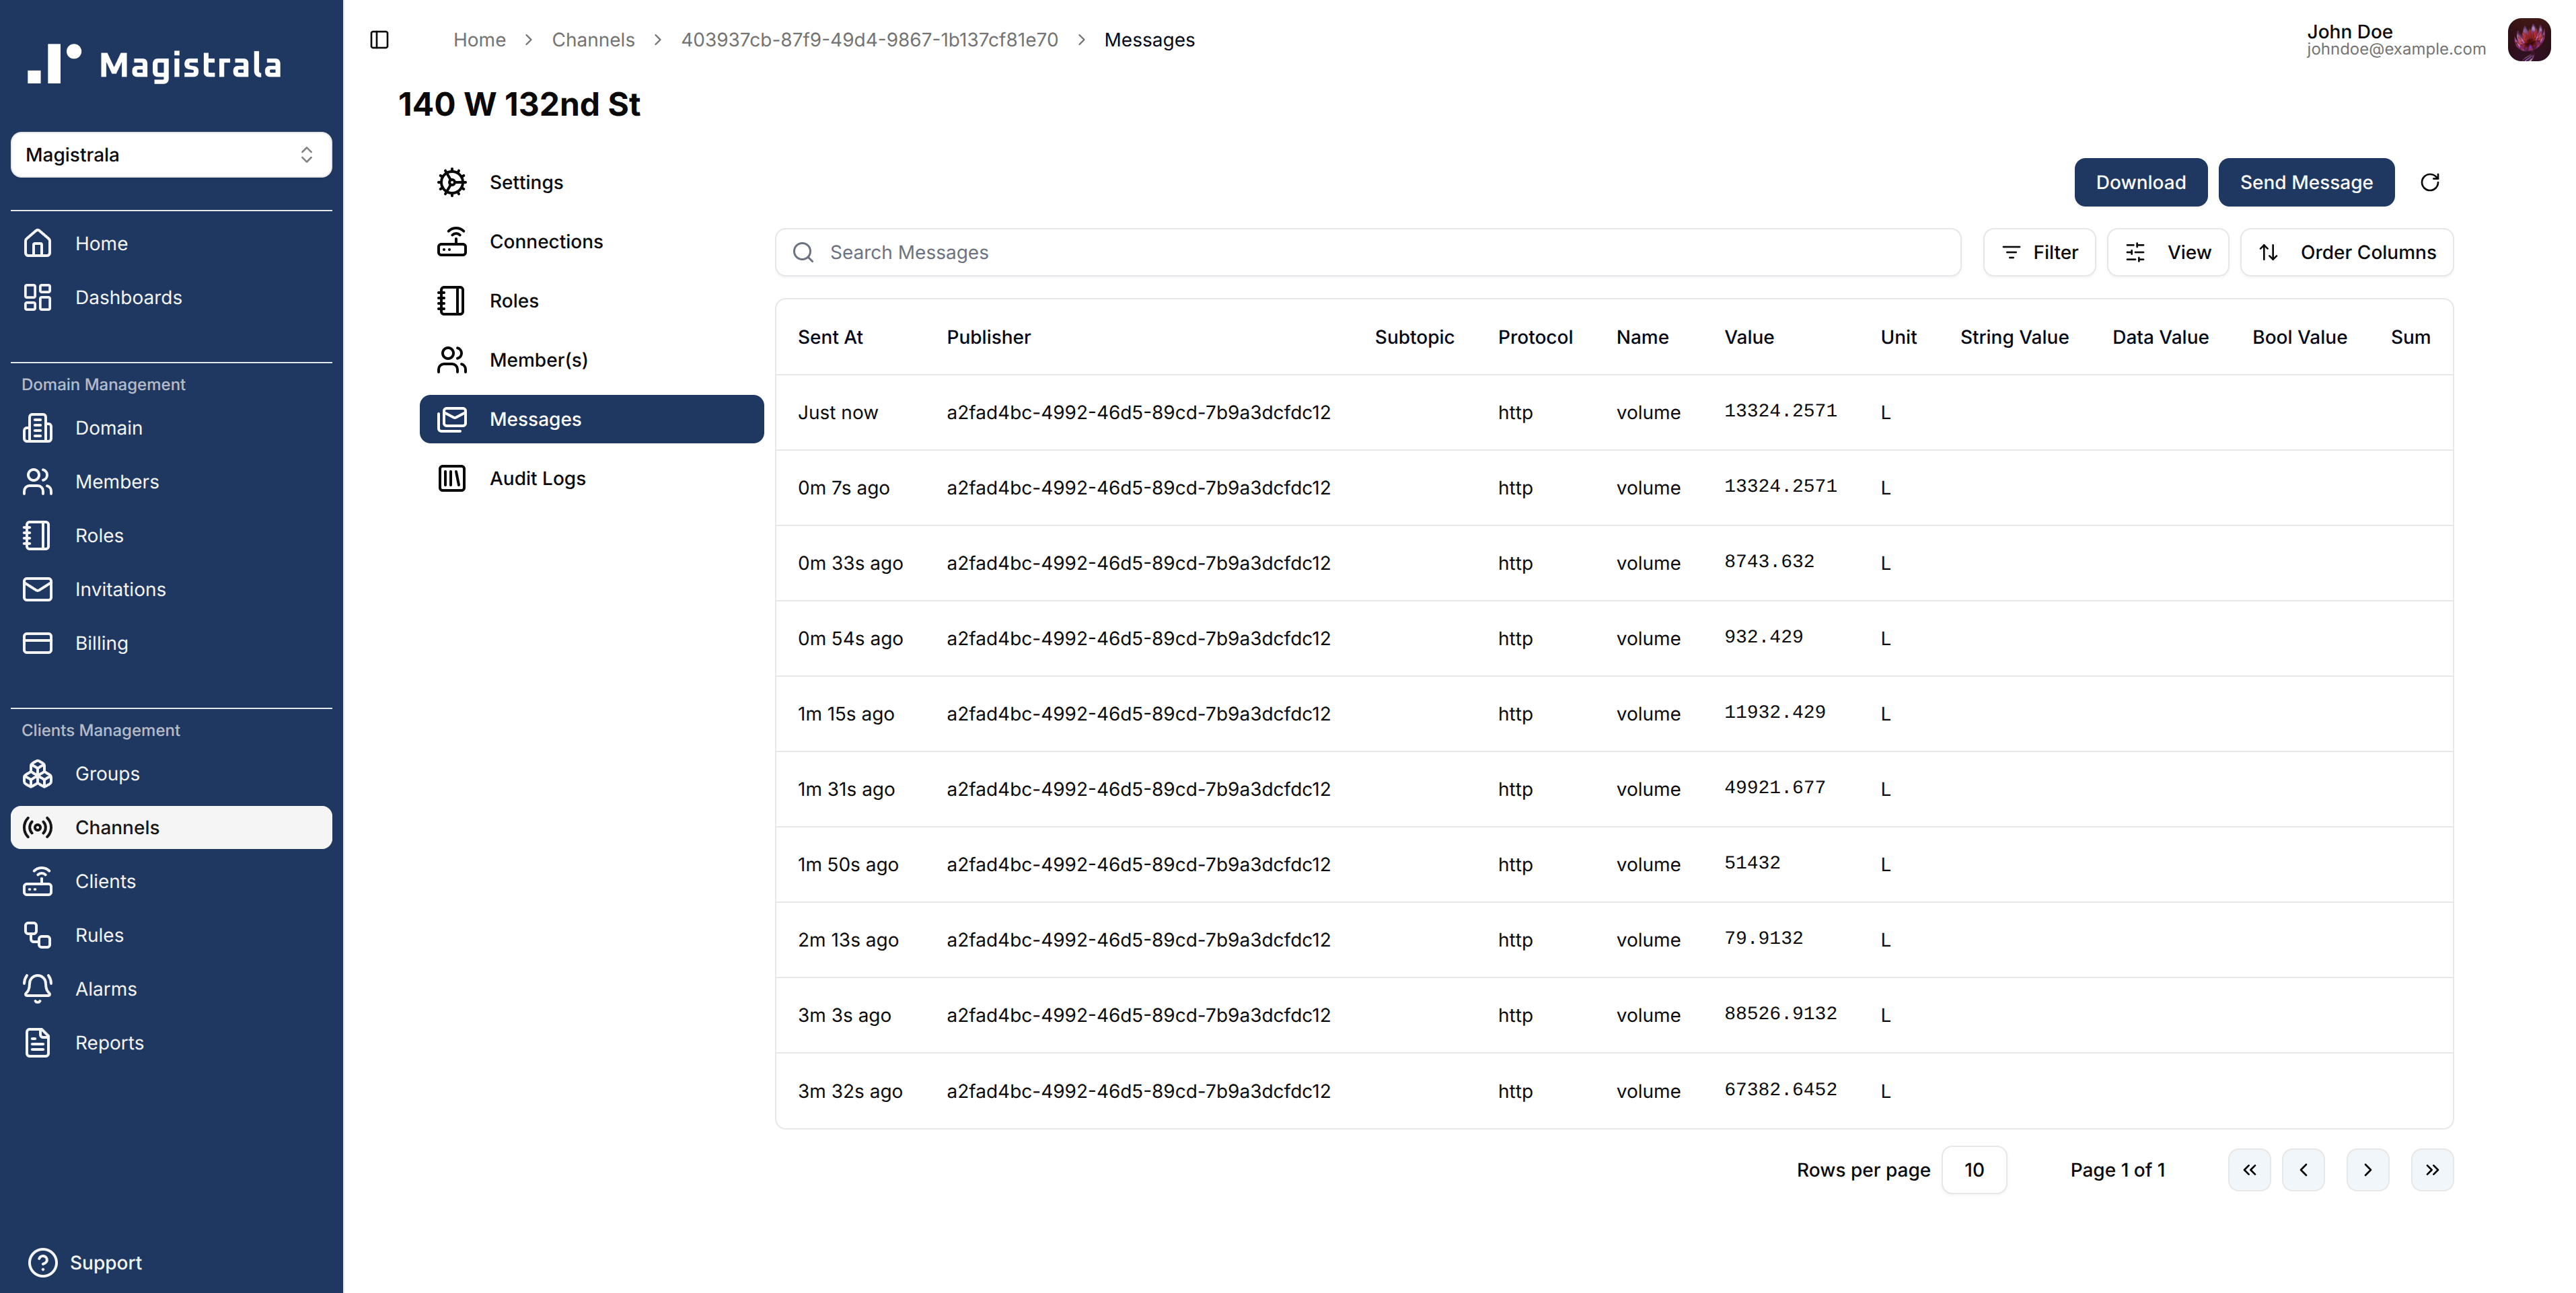 Magistrala
Magistrala
Home
Dashboards
Domain Management
Domain
Members
Roles
Invitations
Billing
Clients Management
Groups
Channels
Clients
Rules
Alarms
Reports
Support
Home > Channels > 403937cb-87f9-49d4-9867-1b137cf81e70 > Messages
John Doe
johndoe@example.com
140 W 132nd St
Settings
Connections
Roles
Member(s)
Messages
Audit Logs
Download Send Message
Search Messages Filter View Order Columns
Sent At Publisher Subtopic Protocol Name Value Unit String Value Data Value Bool Value Sum
Just now a2fad4bc-4992-46d5-89cd-7b9a3dcfdc12 http volume 13324.2571 L
0m 7s ago a2fad4bc-4992-46d5-89cd-7b9a3dcfdc12 http volume 13324.2571 L
0m 33s ago a2fad4bc-4992-46d5-89cd-7b9a3dcfdc12 http volume 8743.632 L
0m 54s ago a2fad4bc-4992-46d5-89cd-7b9a3dcfdc12 http volume 932.429 L
1m 15s ago a2fad4bc-4992-46d5-89cd-7b9a3dcfdc12 http volume 11932.429 L
1m 31s ago a2fad4bc-4992-46d5-89cd-7b9a3dcfdc12 http volume 49921.677 L
1m 50s ago a2fad4bc-4992-46d5-89cd-7b9a3dcfdc12 http volume 51432 L
2m 13s ago a2fad4bc-4992-46d5-89cd-7b9a3dcfdc12 http volume 79.9132 L
3m 3s ago a2fad4bc-4992-46d5-89cd-7b9a3dcfdc12 http volume 88526.9132 L
3m 32s ago a2fad4bc-4992-46d5-89cd-7b9a3dcfdc12 http volume 67382.6452 L
Rows per page 10 Page 1 of 1